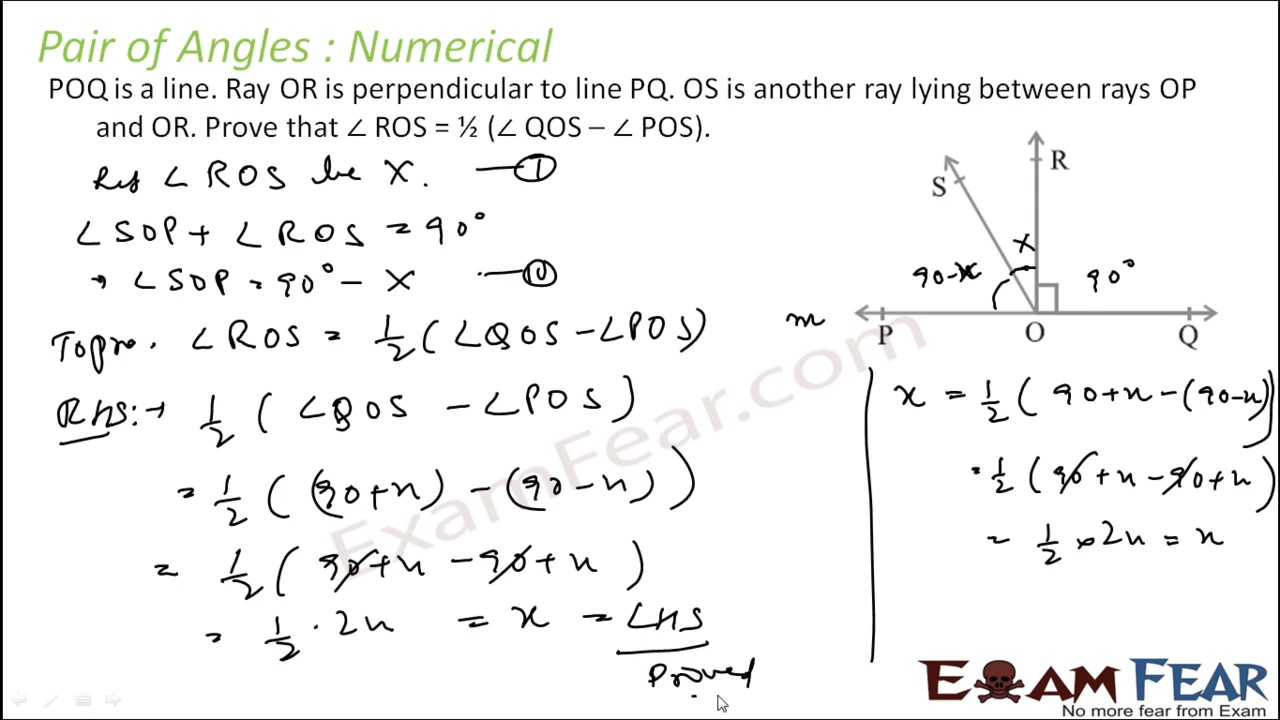 Pair of Angles : Numerical
POQ is a line. Ray OR is perpendicular to line PQ. OS is another ray lying between rays OP
and OR. Prove that ∠ ROS = ½ (∠ QOS – ∠ POS).
∠ ROS be X. —①
∠SOP + ∠ROS = 90°
→ ∠SOP = 90° - X —⑪
Topro. ∠ROS = 1/2 (∠QOS - ∠POS)
RHS:→ 1/2 (∠QOS - ∠POS)
= 1/2 ((90+x) - (90-x))
= 1/2 (90+x - 90+x)
= 1/2 · 2x = x = LHS
Proved
R
S
x
90-x
90°
m
P
O
Q
x = 1/2 (90+x-(90-x))
= 1/2 (90+x-90+x)
= 1/2 × 2x = x
ExamFear.com
EXAM FEAR
No more fear from Exam